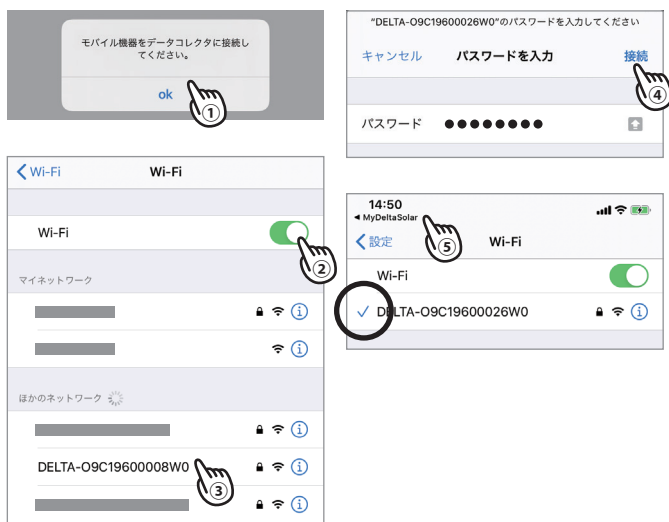 モバイル機器をデータコレクタに接続し
てください。
ok
①
Wi-Fi
Wi-Fi
Wi-Fi
②
マイネットワーク
ほかのネットワーク
DELTA-O9C19600008W0
③
"DELTA-O9C19600026W0"のパスワードを入力してください
キャンセル
パスワードを入力
接続
④
パスワード ●●●●●●●●
14:50
◀ MyDeltaSolar
⑤
設定
Wi-Fi
Wi-Fi
DELTA-O9C19600026W0